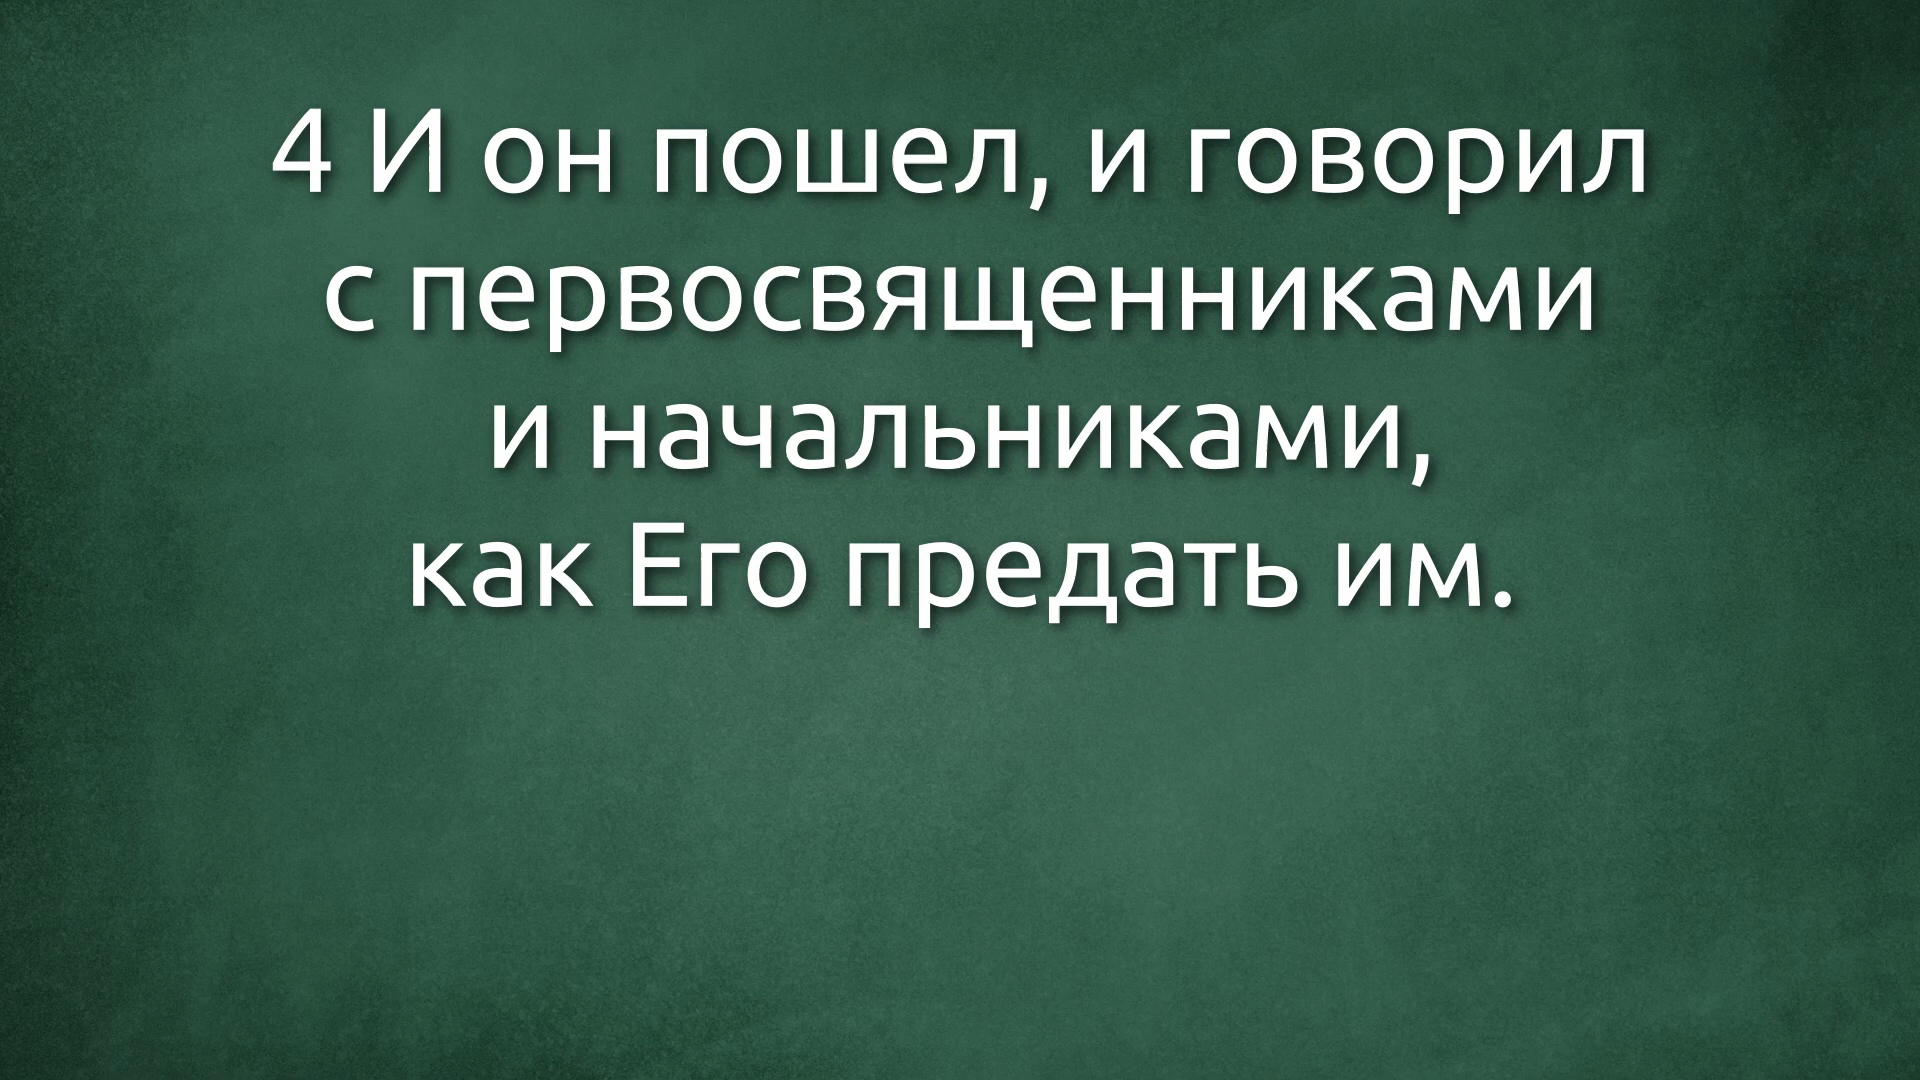 4 И он пошел, и говорил
с первосвященниками
и начальниками,
как Его предать им.